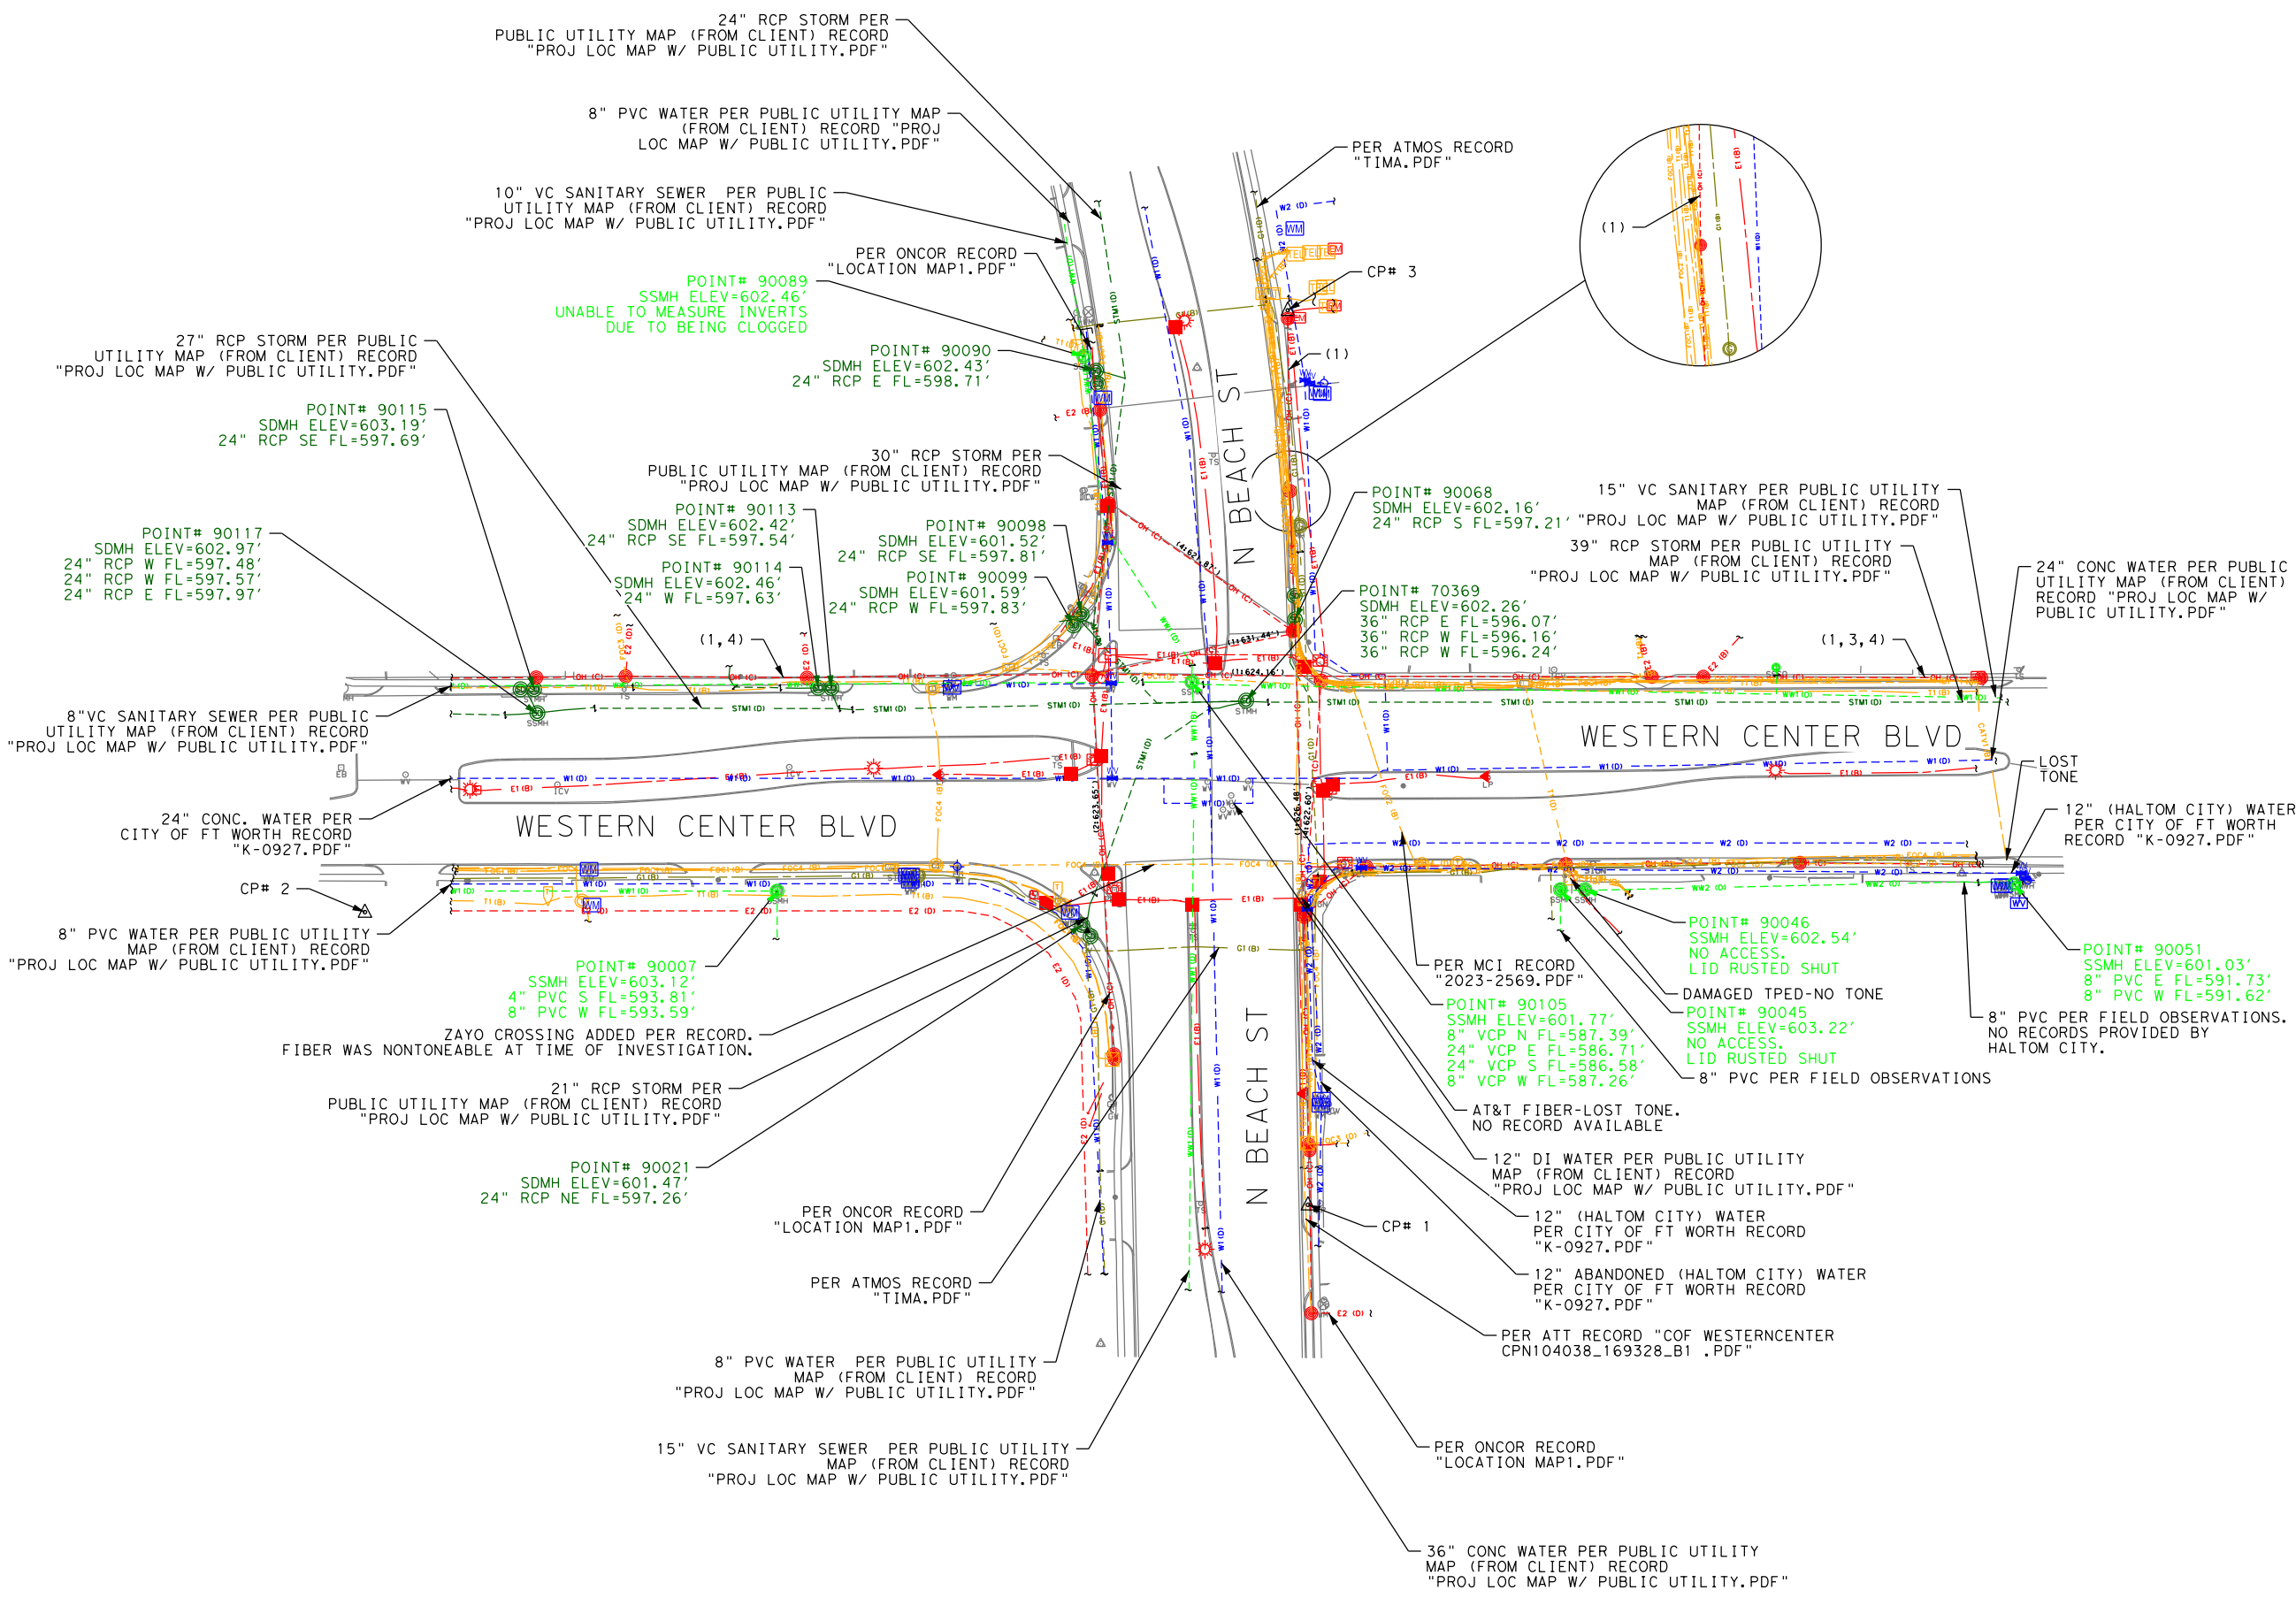 24" RCP STORM PER
PUBLIC UTILITY MAP (FROM CLIENT) RECORD
"PROJ LOC MAP W/ PUBLIC UTILITY.PDF"
8" PVC WATER PER PUBLIC UTILITY MAP
(FROM CLIENT) RECORD "PROJ
LOC MAP W/ PUBLIC UTILITY.PDF"
10" VC SANITARY SEWER PER PUBLIC
UTILITY MAP (FROM CLIENT) RECORD
"PROJ LOC MAP W/ PUBLIC UTILITY.PDF"
PER ONCOR RECORD
"LOCATION MAP1.PDF"
POINT# 90089
SSMH ELEV=602.46'
UNABLE TO MEASURE INVERTS
DUE TO BEING CLOGGED
PER ATMOS RECORD
"TIMA.PDF"
CP# 3
(1)
(1)
27" RCP STORM PER PUBLIC
UTILITY MAP (FROM CLIENT) RECORD
"PROJ LOC MAP W/ PUBLIC UTILITY.PDF"
POINT# 90090
SDMH ELEV=602.43'
24" RCP E FL=598.71'
POINT# 90115
SDMH ELEV=603.19'
24" RCP SE FL=597.69'
30" RCP STORM PER
PUBLIC UTILITY MAP (FROM CLIENT) RECORD
"PROJ LOC MAP W/ PUBLIC UTILITY.PDF"
N BEACH ST
POINT# 90117
SDMH ELEV=602.97'
24" RCP W FL=597.48'
24" RCP W FL=597.57'
24" RCP E FL=597.97'
POINT# 90113
SDMH ELEV=602.42'
24" RCP SE FL=597.54'
POINT# 90114
SDMH ELEV=602.46'
24" W FL=597.63'
POINT# 90098
SDMH ELEV=601.52'
24" RCP SE FL=597.81'
POINT# 90099
SDMH ELEV=601.59'
24" RCP W FL=597.83'
POINT# 90068
SDMH ELEV=602.16'
24" RCP S FL=597.21'
POINT# 70369
SDMH ELEV=602.26'
36" RCP E FL=596.07'
36" RCP W FL=596.16'
36" RCP W FL=596.24'
15" VC SANITARY PER PUBLIC UTILITY
MAP (FROM CLIENT) RECORD
"PROJ LOC MAP W/ PUBLIC UTILITY.PDF"
39" RCP STORM PER PUBLIC UTILITY
MAP (FROM CLIENT) RECORD
"PROJ LOC MAP W/ PUBLIC UTILITY.PDF"
24" CONC WATER PER PUBLIC
UTILITY MAP (FROM CLIENT)
RECORD "PROJ LOC MAP W/
PUBLIC UTILITY.PDF"
(1,4)
(1,3,4)
(4:621.87')
(1:631.44')
(1:624.16')
(2:623.65')
(1:626.48')
(4:622.60')
8"VC SANITARY SEWER PER PUBLIC
UTILITY MAP (FROM CLIENT) RECORD
"PROJ LOC MAP W/ PUBLIC UTILITY.PDF"
WESTERN CENTER BLVD
LOST
TONE
24" CONC. WATER PER
CITY OF FT WORTH RECORD
"K-0927.PDF"
WESTERN CENTER BLVD
12" (HALTOM CITY) WATER
PER CITY OF FT WORTH
RECORD "K-0927.PDF"
CP# 2
8" PVC WATER PER PUBLIC UTILITY
MAP (FROM CLIENT) RECORD
"PROJ LOC MAP W/ PUBLIC UTILITY.PDF"
POINT# 90007
SSMH ELEV=603.12'
4" PVC S FL=593.81'
8" PVC W FL=593.59'
ZAYO CROSSING ADDED PER RECORD.
FIBER WAS NONTONEABLE AT TIME OF INVESTIGATION.
21" RCP STORM PER
PUBLIC UTILITY MAP (FROM CLIENT) RECORD
"PROJ LOC MAP W/ PUBLIC UTILITY.PDF"
POINT# 90021
SDMH ELEV=601.47'
24" RCP NE FL=597.26'
PER ONCOR RECORD
"LOCATION MAP1.PDF"
PER ATMOS RECORD
"TIMA.PDF"
8" PVC WATER PER PUBLIC UTILITY
MAP (FROM CLIENT) RECORD
"PROJ LOC MAP W/ PUBLIC UTILITY.PDF"
15" VC SANITARY SEWER PER PUBLIC UTILITY
MAP (FROM CLIENT) RECORD
"PROJ LOC MAP W/ PUBLIC UTILITY.PDF"
N BEACH ST
PER MCI RECORD
"2023-2569.PDF"
POINT# 90046
SSMH ELEV=602.54'
NO ACCESS.
LID RUSTED SHUT
DAMAGED TPED-NO TONE
POINT# 90045
SSMH ELEV=603.22'
NO ACCESS.
LID RUSTED SHUT
POINT# 90051
SSMH ELEV=601.03'
8" PVC E FL=591.73'
8" PVC W FL=591.62'
8" PVC PER FIELD OBSERVATIONS.
NO RECORDS PROVIDED BY
HALTOM CITY.
POINT# 90105
SSMH ELEV=601.77'
8" VCP N FL=587.39'
24" VCP E FL=586.71'
24" VCP S FL=586.58'
8" VCP W FL=587.26'
8" PVC PER FIELD OBSERVATIONS
AT&T FIBER-LOST TONE.
NO RECORD AVAILABLE
12" DI WATER PER PUBLIC UTILITY
MAP (FROM CLIENT) RECORD
"PROJ LOC MAP W/ PUBLIC UTILITY.PDF"
12" (HALTOM CITY) WATER
PER CITY OF FT WORTH RECORD
"K-0927.PDF"
CP# 1
12" ABANDONED (HALTOM CITY) WATER
PER CITY OF FT WORTH RECORD
"K-0927.PDF"
PER ATT RECORD "COF WESTERNCENTER
CPN104038_169328_B1 .PDF"
PER ONCOR RECORD
"LOCATION MAP1.PDF"
36" CONC WATER PER PUBLIC UTILITY
MAP (FROM CLIENT) RECORD
"PROJ LOC MAP W/ PUBLIC UTILITY.PDF"